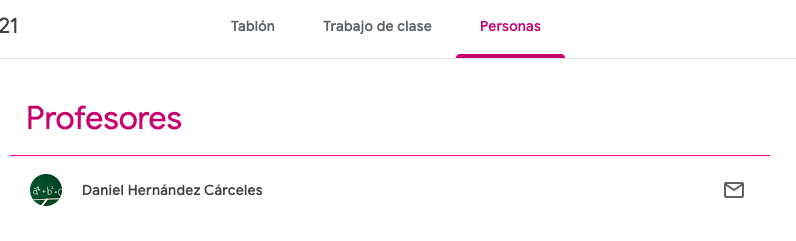 21
Tablón
Trabajo de clase
Personas
Profesores
Daniel Hernández Cárceles